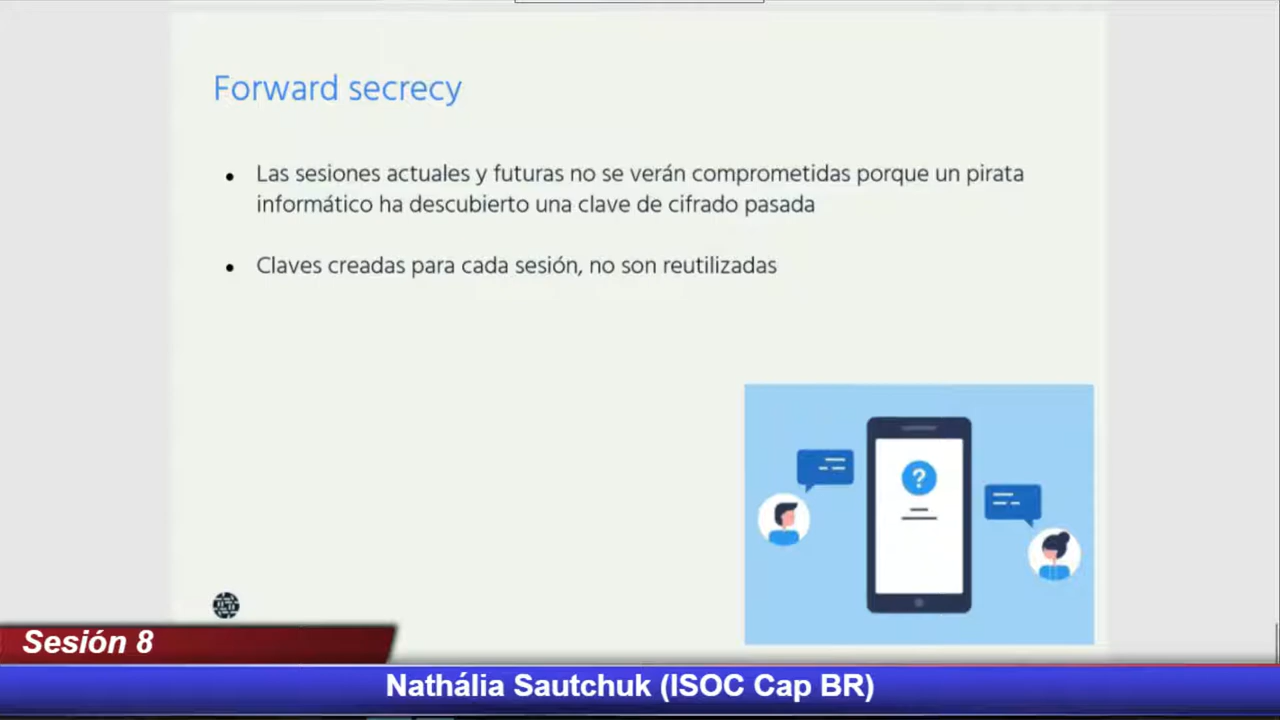 Forward secrecy
Las sesiones actuales y futuras no se verán comprometidas porque un pirata
informático ha descubierto una clave de cifrado pasada
Claves creadas para cada sesión, no son reutilizadas
?
Sesión 8
Nathália Sautchuk (ISOC Cap BR)